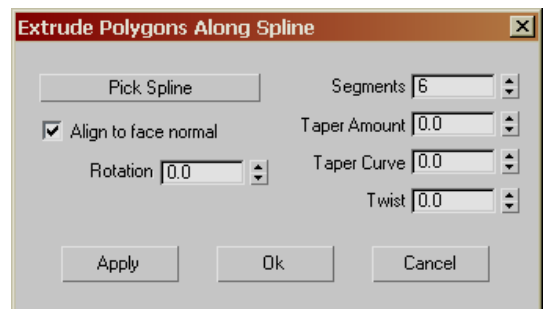 Extrude Polygons Along Spline
Pick Spline
Segments 6
Align to face normal
Taper Amount 0.0
Rotation 0.0
Taper Curve 0.0
Twist 0.0
Apply
Ok
Cancel